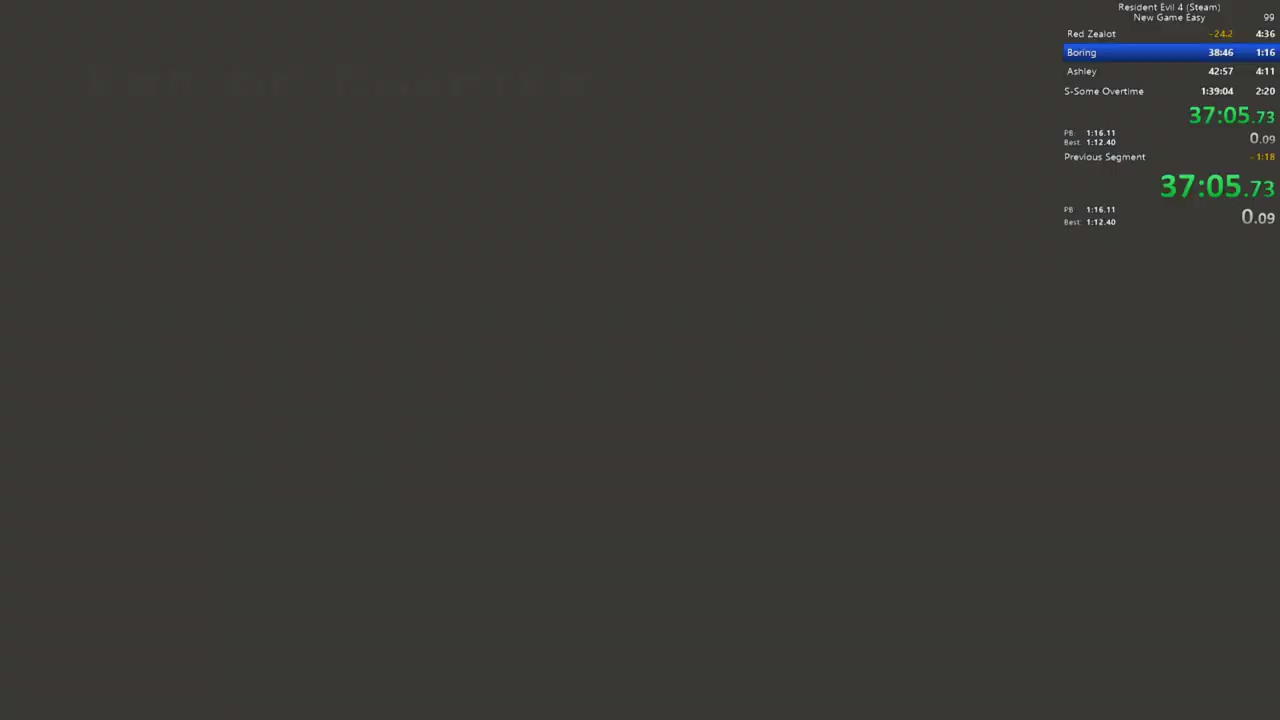 Resident Evil 4 (Steam)
New Game Easy 99
Red Zealot -24.2 4:36
Boring 38:46 1:16
Ashley 42:57 4:11
S-Some Overtime 1:39:04 2:20
37:05.73
PB: 1:16.11
Best: 1:12.40 0.09
Previous Segment -1:18
37:05.73
PB: 1:16.11
Best: 1:12.40 0.09